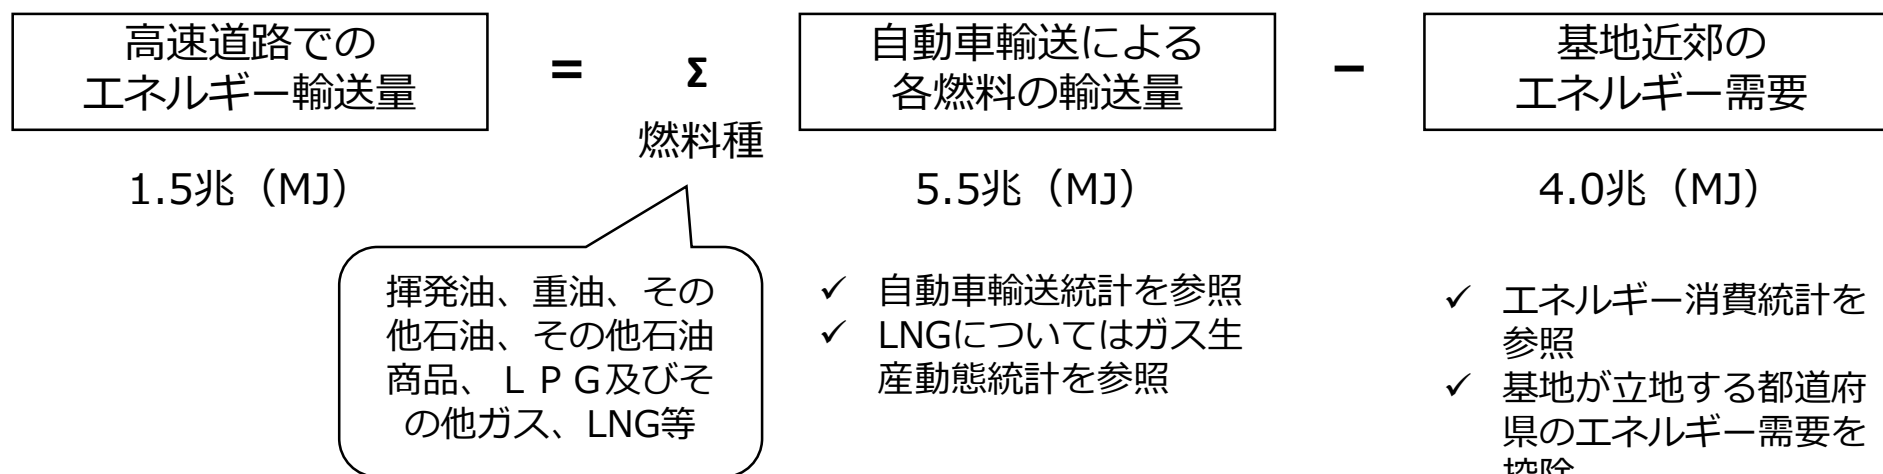 高速道路での
エネルギー輸送量
=
Σ
燃料種
自動車輸送による
各燃料の輸送量
−
基地近郊の
エネルギー需要
1.5兆（MJ）
5.5兆（MJ）
4.0兆（MJ）
揮発油、重油、その
他石油、その他石油
商品、ＬＰＧ及びそ
の他ガス、LNG等
✓ 自動車輸送統計を参照
✓ LNGについてはガス生
産動態統計を参照
✓ エネルギー消費統計を
参照
✓ 基地が立地する都道府
県のエネルギー需要を